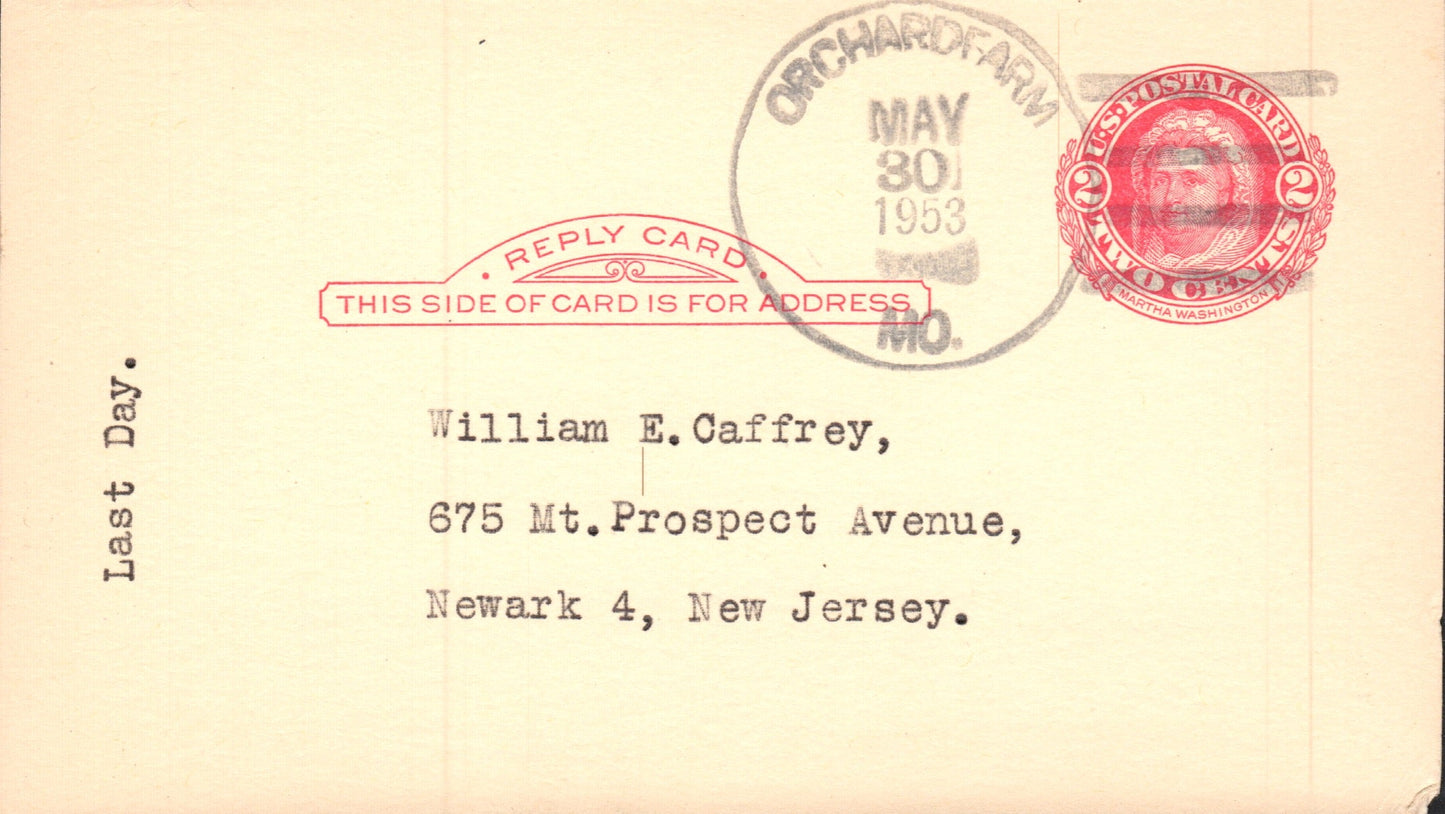 ORCHARDFARM
MAY
30
1953
MO.
U.S. POSTAL CARD
2 2
TWO CENTS
MARTHA WASHINGTON
• REPLY CARD •
THIS SIDE OF CARD IS FOR ADDRESS
Last Day.
William E. Caffrey,
675 Mt. Prospect Avenue,
Newark 4, New Jersey.